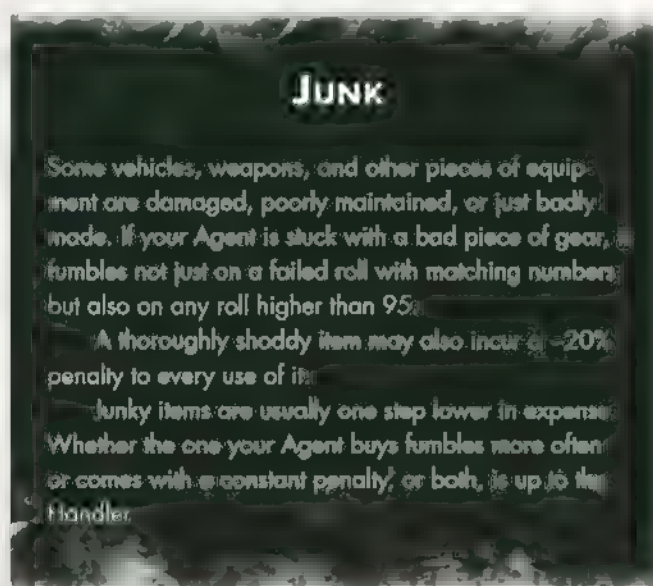 JUNK
Some vehicles, weapons, and other pieces of equip-
ment are damaged, poorly maintained, or just badly
made. If your Agent is stuck with a bad piece of gear,
fumbles not just on a failed roll with matching numbers
but also on any roll higher than 95.
A thoroughly shoddy item may also incur a -20%
penalty to every use of it.
Junky items are usually one step lower in expense.
Whether the one your Agent buys fumbles more often
or comes with a constant penalty, or both, is up to the
Handler.